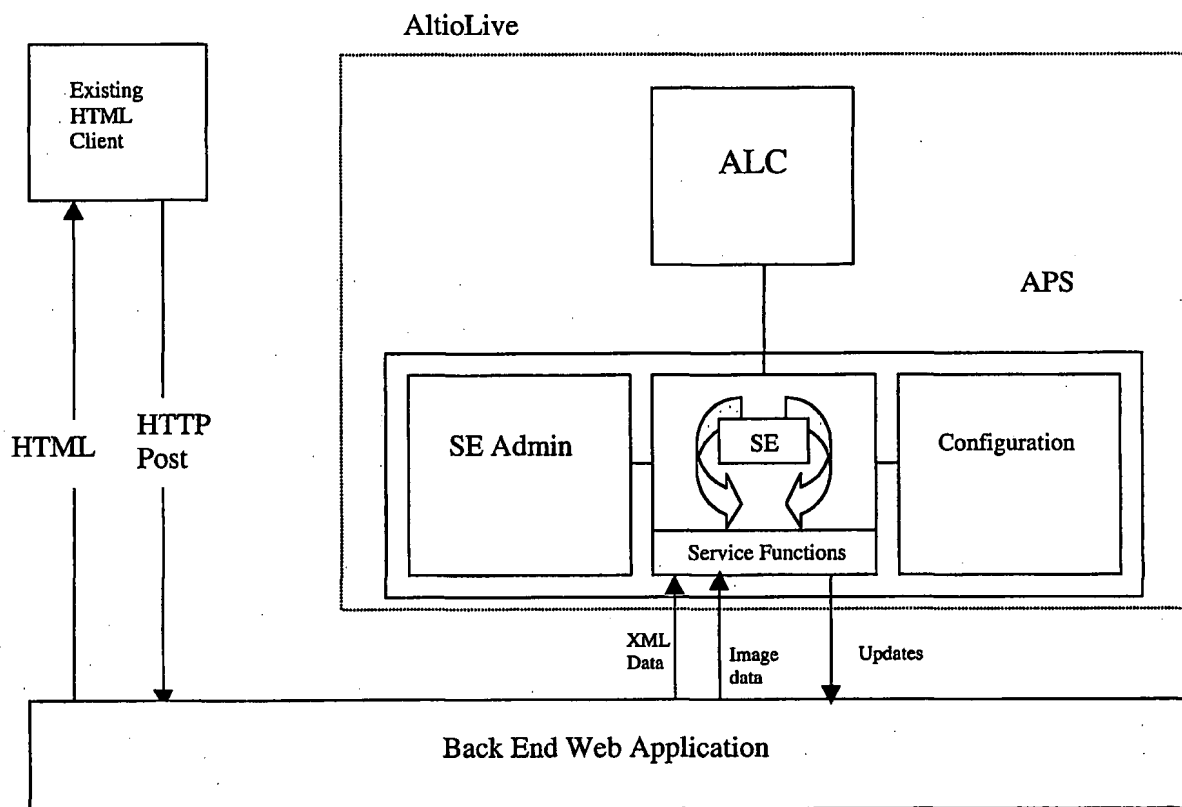 AltioLive
Existing
HTML
Client
ALC
APS
HTML
HTTP
Post
SE Admin
SE
Configuration
Service Functions
XML
Data
Image
data
Updates
Back End Web Application